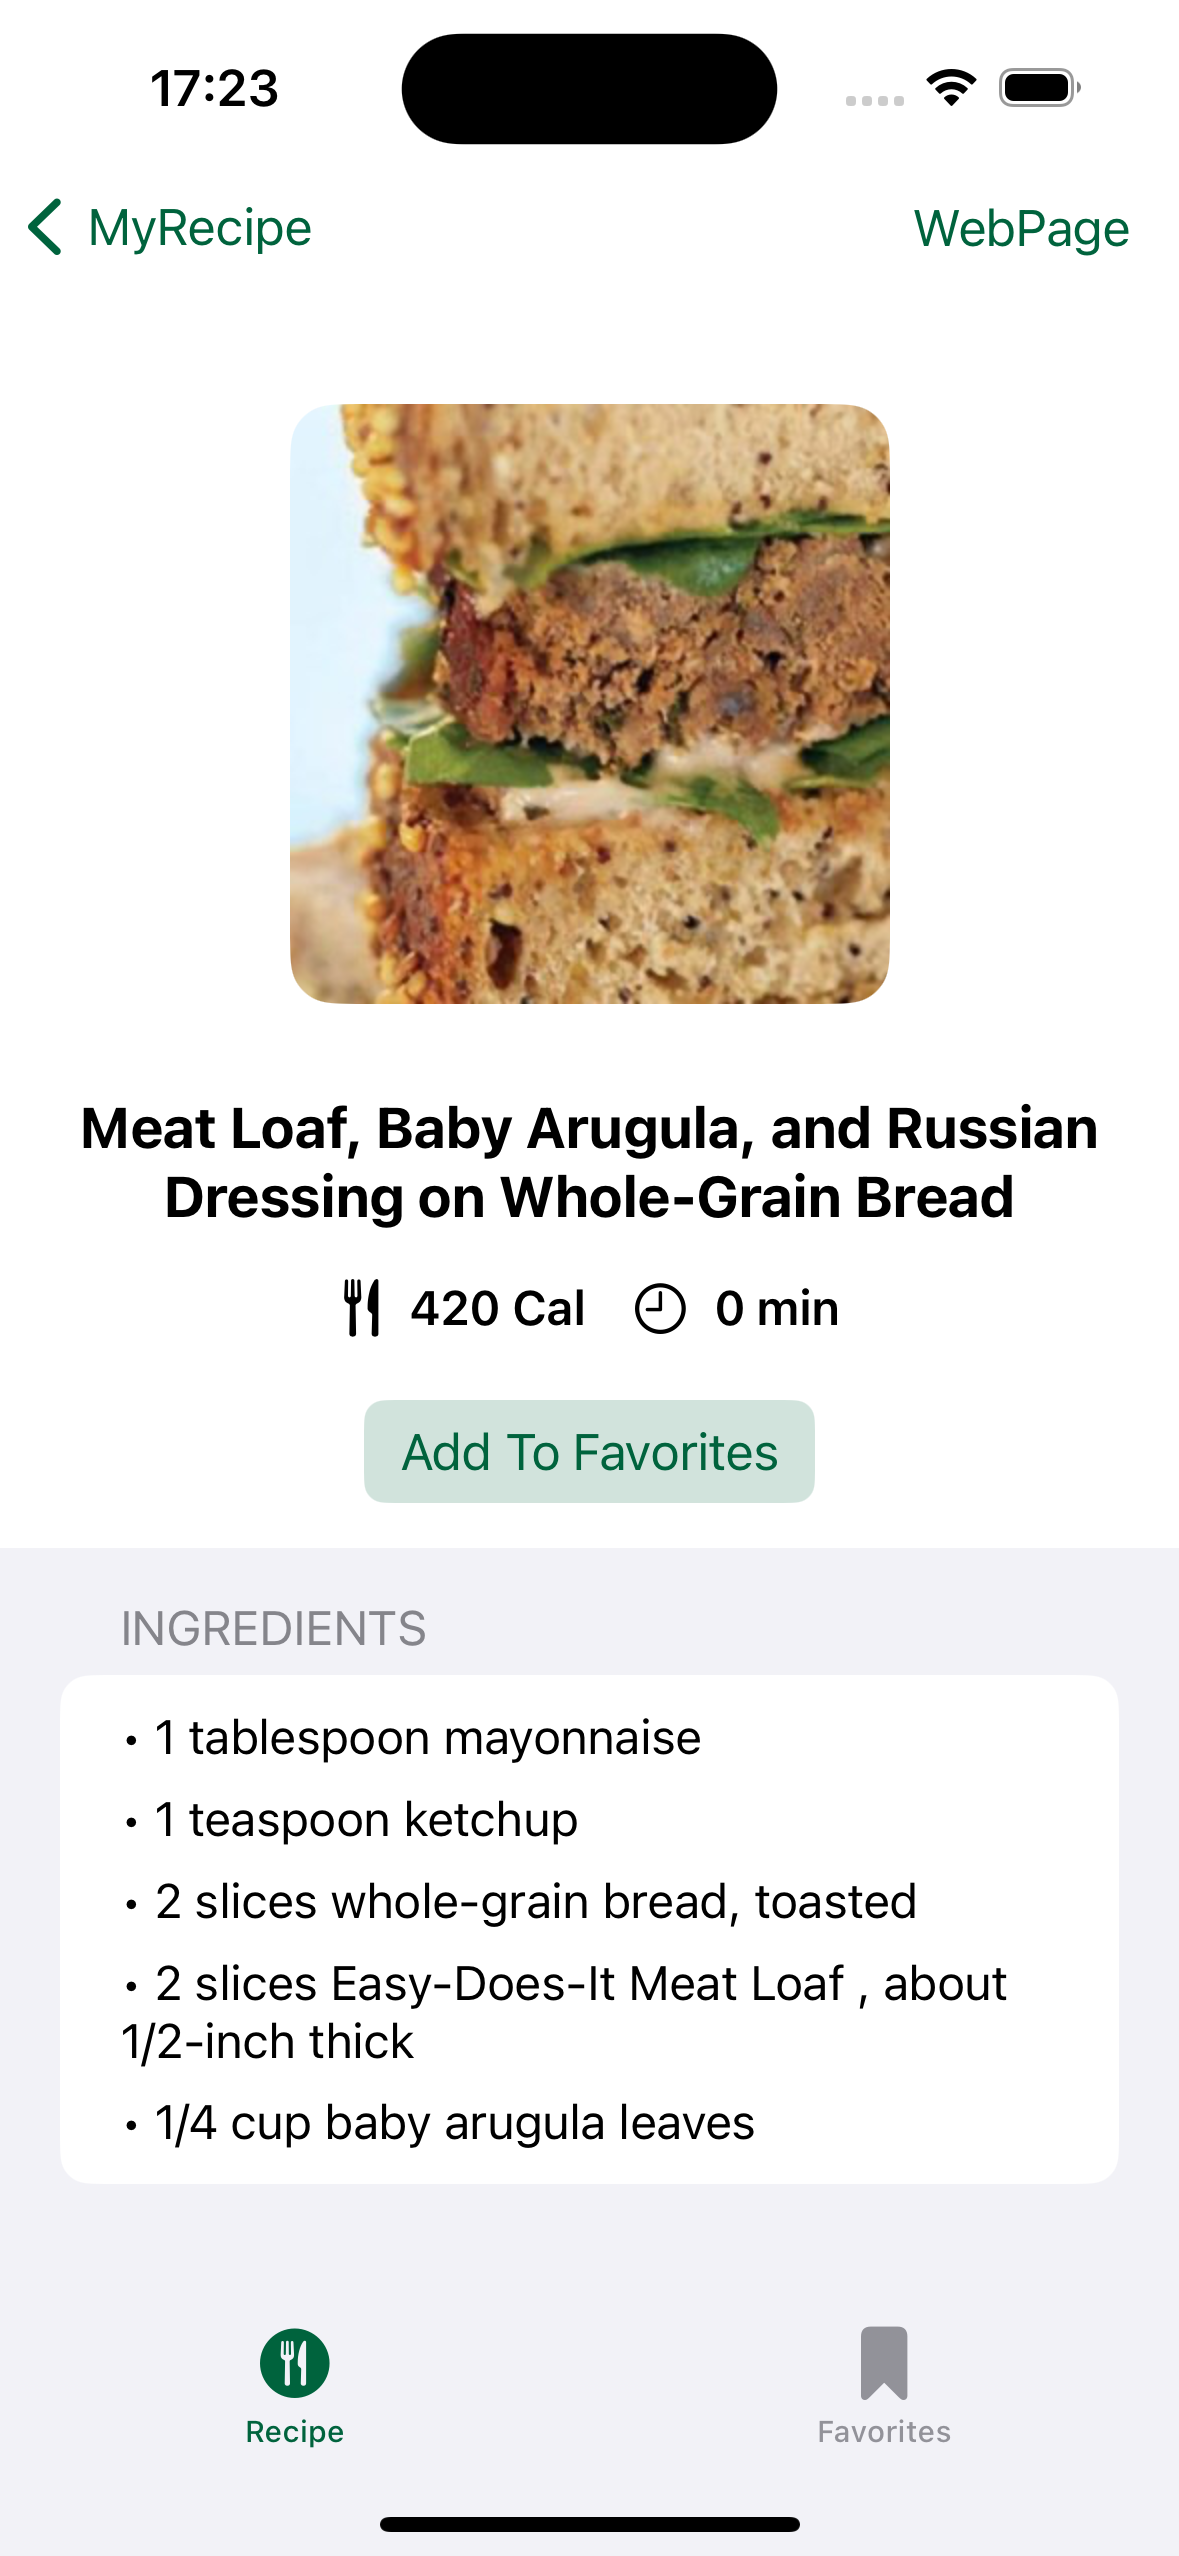 17:23
MyRecipe
WebPage
Meat Loaf, Baby Arugula, and Russian
Dressing on Whole-Grain Bread
420 Cal
0 min
Add To Favorites
INGREDIENTS
• 1 tablespoon mayonnaise
• 1 teaspoon ketchup
• 2 slices whole-grain bread, toasted
• 2 slices Easy-Does-It Meat Loaf , about
1/2-inch thick
• 1/4 cup baby arugula leaves
Recipe
Favorites